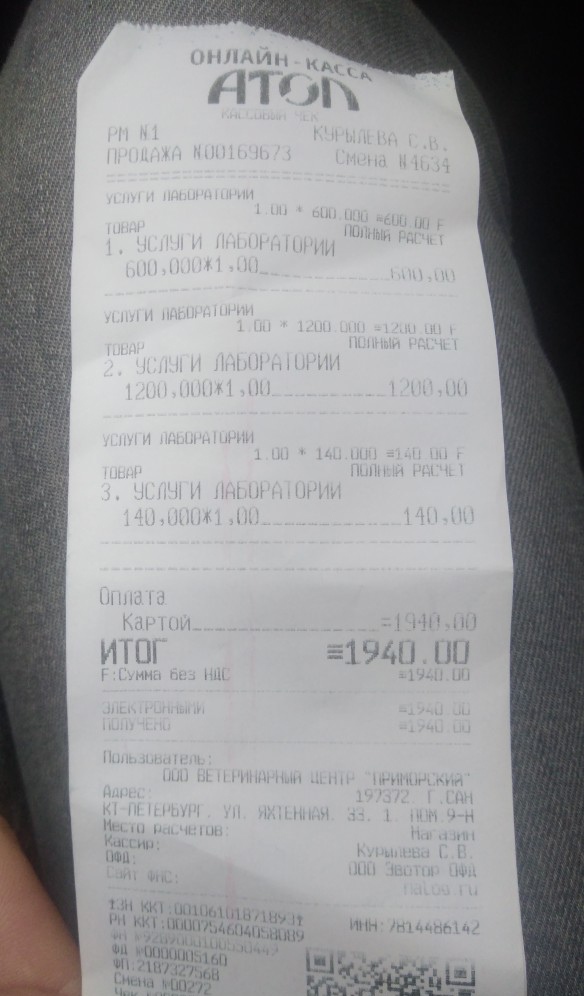 ОНЛАЙН-КАССА
АТОЛ
КАССОВЫЙ ЧЕК
РМ №1 КУРЫЛЕВА С.В.
ПРОДАЖА №00169673 Смена №4634
УСЛУГИ ЛАБОРАТОРИИ
1.00 * 600.000 =600.00 F
ТОВАР ПОЛНЫЙ РАСЧЕТ
1. УСЛУГИ ЛАБОРАТОРИИ
600,000*1,00 600,00
УСЛУГИ ЛАБОРАТОРИИ
1.00 * 1200.000 =1200.00 F
ТОВАР ПОЛНЫЙ РАСЧЕТ
2. УСЛУГИ ЛАБОРАТОРИИ
1200,000*1,00 1200,00
УСЛУГИ ЛАБОРАТОРИИ
1.00 * 140.000 =140.00 F
ТОВАР ПОЛНЫЙ РАСЧЕТ
3. УСЛУГИ ЛАБОРАТОРИИ
140,000*1,00 140,00
Оплата
Картой =1940,00
ИТОГ =1940.00
F:Сумма без НДС =1940.00
ЭЛЕКТРОННЫМИ =1940.00
ПОЛУЧЕНО =1940.00
Пользователь:
ООО ВЕТЕРИНАРНЫЙ ЦЕНТР "ПРИМОРСКИЙ"
Адрес: 197372, Г.САН
КТ-ПЕТЕРБУРГ, УЛ. ЯХТЕННАЯ, 33, 1, ПОМ.9-Н
Место расчетов: Магазин
Кассир: Курылева С.В.
ОФД: ООО Эвотор ОФД
Сайт ФНС: nalog.ru
ЗН ККТ:00106101871893
РН ККТ:0000754604058089 ИНН:7814486142
ФД №0000005160
ФП:2187327568
Смена №00272